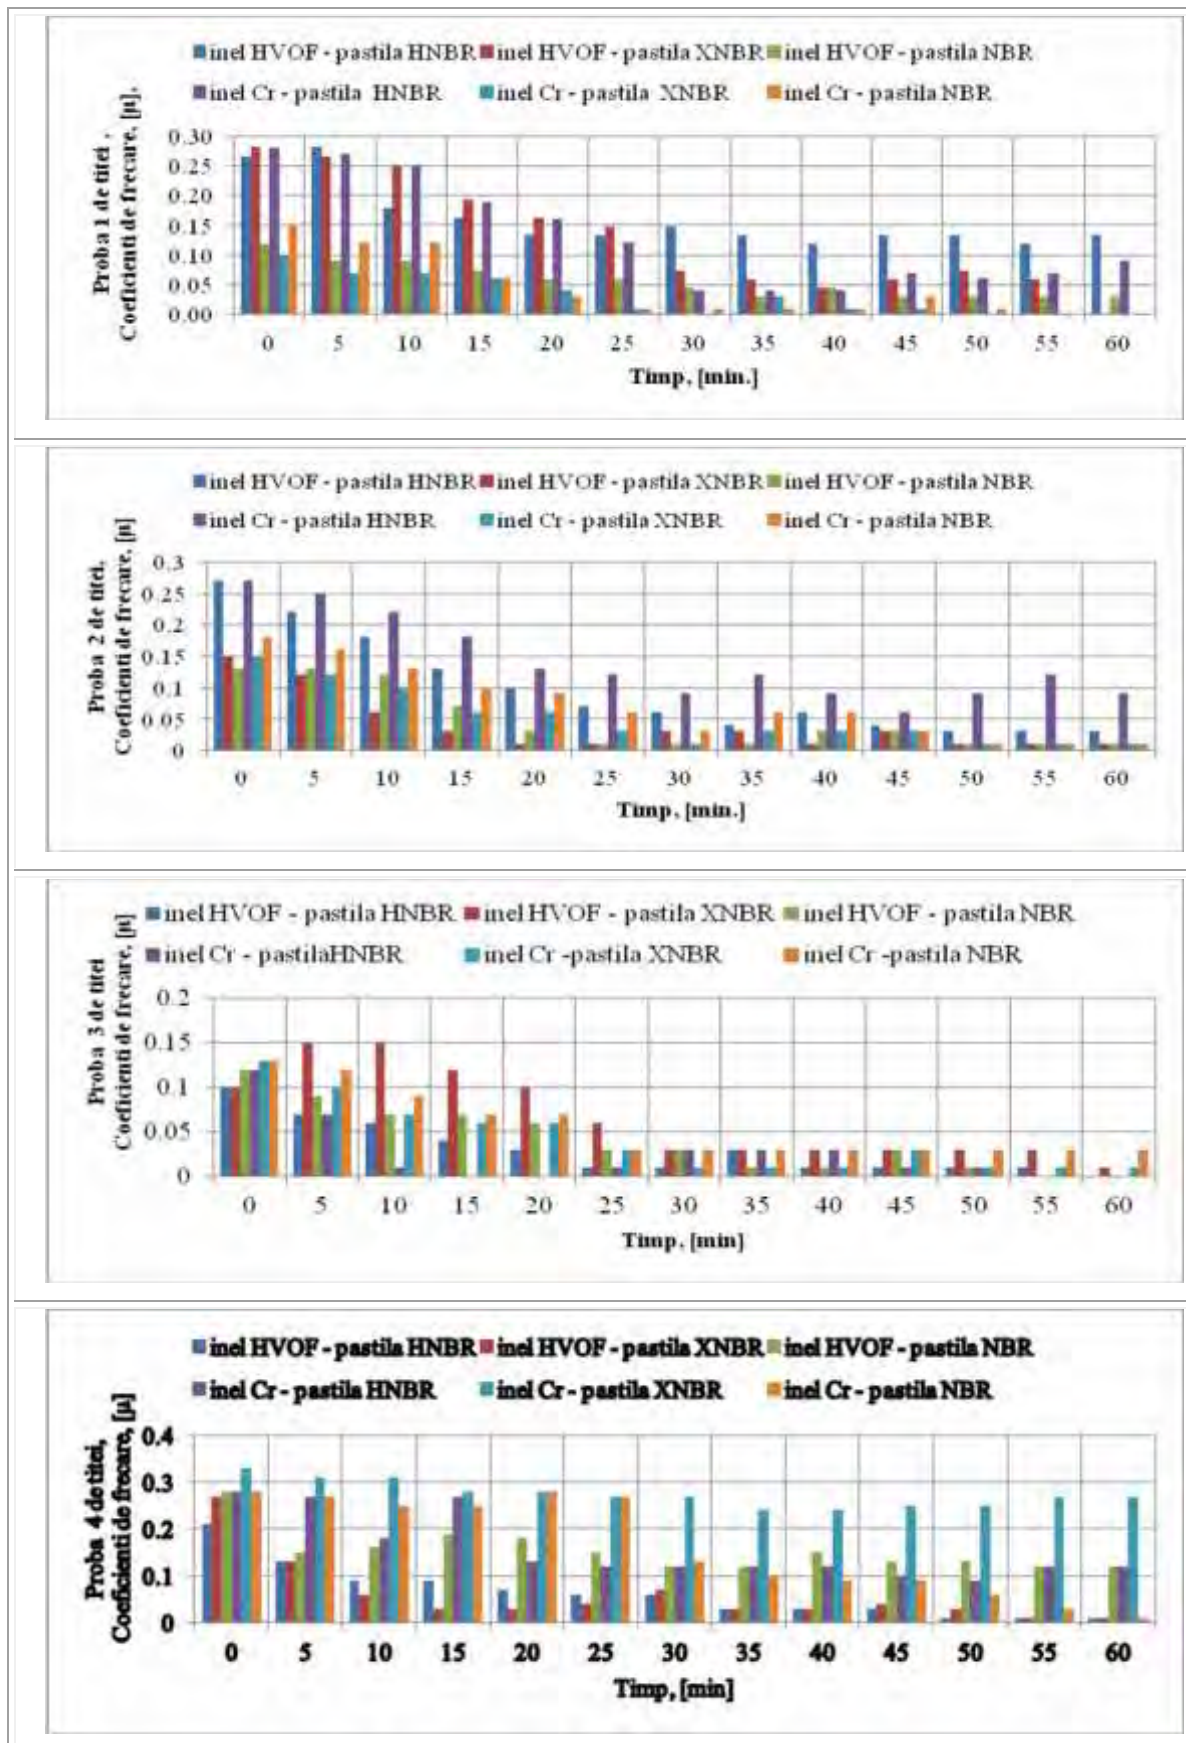 inel HVOF - pastila HNBR inel HVOF - pastila XNBR inel HVOF - pastila NBR
inel Cr - pastila HNBR inel Cr - pastila XNBR inel Cr - pastila NBR
Proba 1 de titei ,
Coeficienti de frecare, [µ],
0.30
0.25
0.20
0.15
0.10
0.05
0.00
0 5 10 15 20 25 30 35 40 45 50 55 60
Timp, [min.]
inel HVOF - pastila HNBR inel HVOF - pastila XNBR inel HVOF - pastila NBR
inel Cr - pastila HNBR inel Cr - pastila XNBR inel Cr - pastila NBR
Proba 2 de titei,
Coeficienti de frecare, [µ]
0.3
0.25
0.2
0.15
0.1
0.05
0
0 5 10 15 20 25 30 35 40 45 50 55 60
Timp, [min.]
inel HVOF - pastila HNBR inel HVOF - pastila XNBR inel HVOF - pastila NBR
inel Cr - pastilaHNBR inel Cr -pastila XNBR inel Cr -pastila NBR
Proba 3 de titei
Coeficienti de frecare, [µ]
0.2
0.15
0.1
0.05
0
0 5 10 15 20 25 30 35 40 45 50 55 60
Timp, [min]
inel HVOF - pastila HNBR inel HVOF - pastila XNBR inel HVOF - pastila NBR
inel Cr - pastila HNBR inel Cr - pastila XNBR inel Cr - pastila NBR
Proba 4 de titei,
Coeficienti de frecare, [µ]
0.4
0.3
0.2
0.1
0
0 5 10 15 20 25 30 35 40 45 50 55 60
Timp, [min]